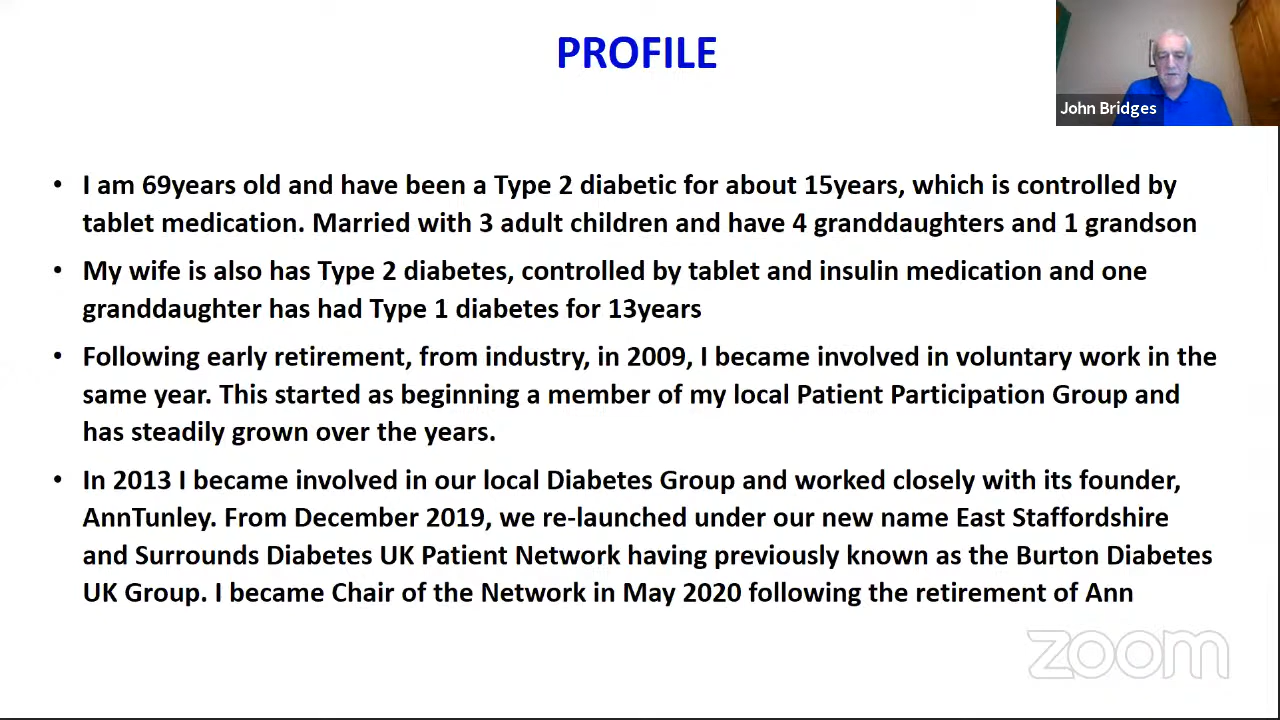 PROFILE
John Bridges
• I am 69years old and have been a Type 2 diabetic for about 15years, which is controlled by
tablet medication. Married with 3 adult children and have 4 granddaughters and 1 grandson
• My wife is also has Type 2 diabetes, controlled by tablet and insulin medication and one
granddaughter has had Type 1 diabetes for 13years
• Following early retirement, from industry, in 2009, I became involved in voluntary work in the
same year. This started as beginning a member of my local Patient Participation Group and
has steadily grown over the years.
• In 2013 I became involved in our local Diabetes Group and worked closely with its founder,
AnnTunley. From December 2019, we re-launched under our new name East Staffordshire
and Surrounds Diabetes UK Patient Network having previously known as the Burton Diabetes
UK Group. I became Chair of the Network in May 2020 following the retirement of Ann
zoom